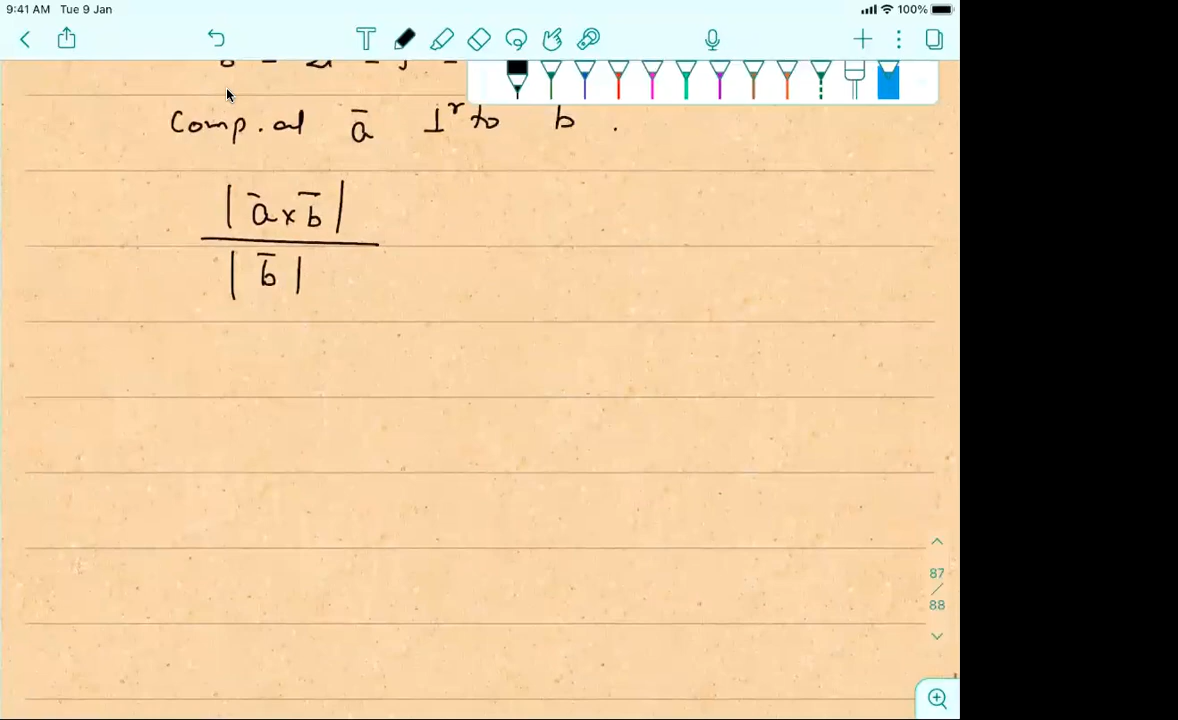 9:41 AM Tue 9 Jan
100%
Comp. of a̅ ⊥r to b .
| a̅ × b̅ |
| b̅ |
87
/
88